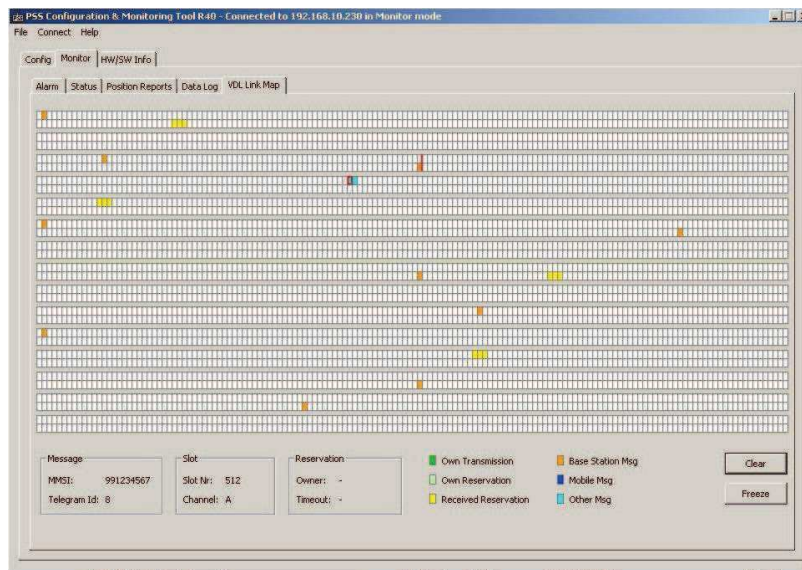 PSS Configuration & Monitoring Tool R40 - Connected to 192.168.10.230 in Monitor mode
File Connect Help
Config Monitor HW/SW Info
Alarm Status Position Reports Data Log VDL Link Map
Message Slot Reservation Own Transmission Base Station Msg Clear
MMSI: 991234567 Slot Nr: 512 Owner: - Own Reservation Mobile Msg
Telegram Id: 8 Channel: A Timeout: - Received Reservation Other Msg Freeze